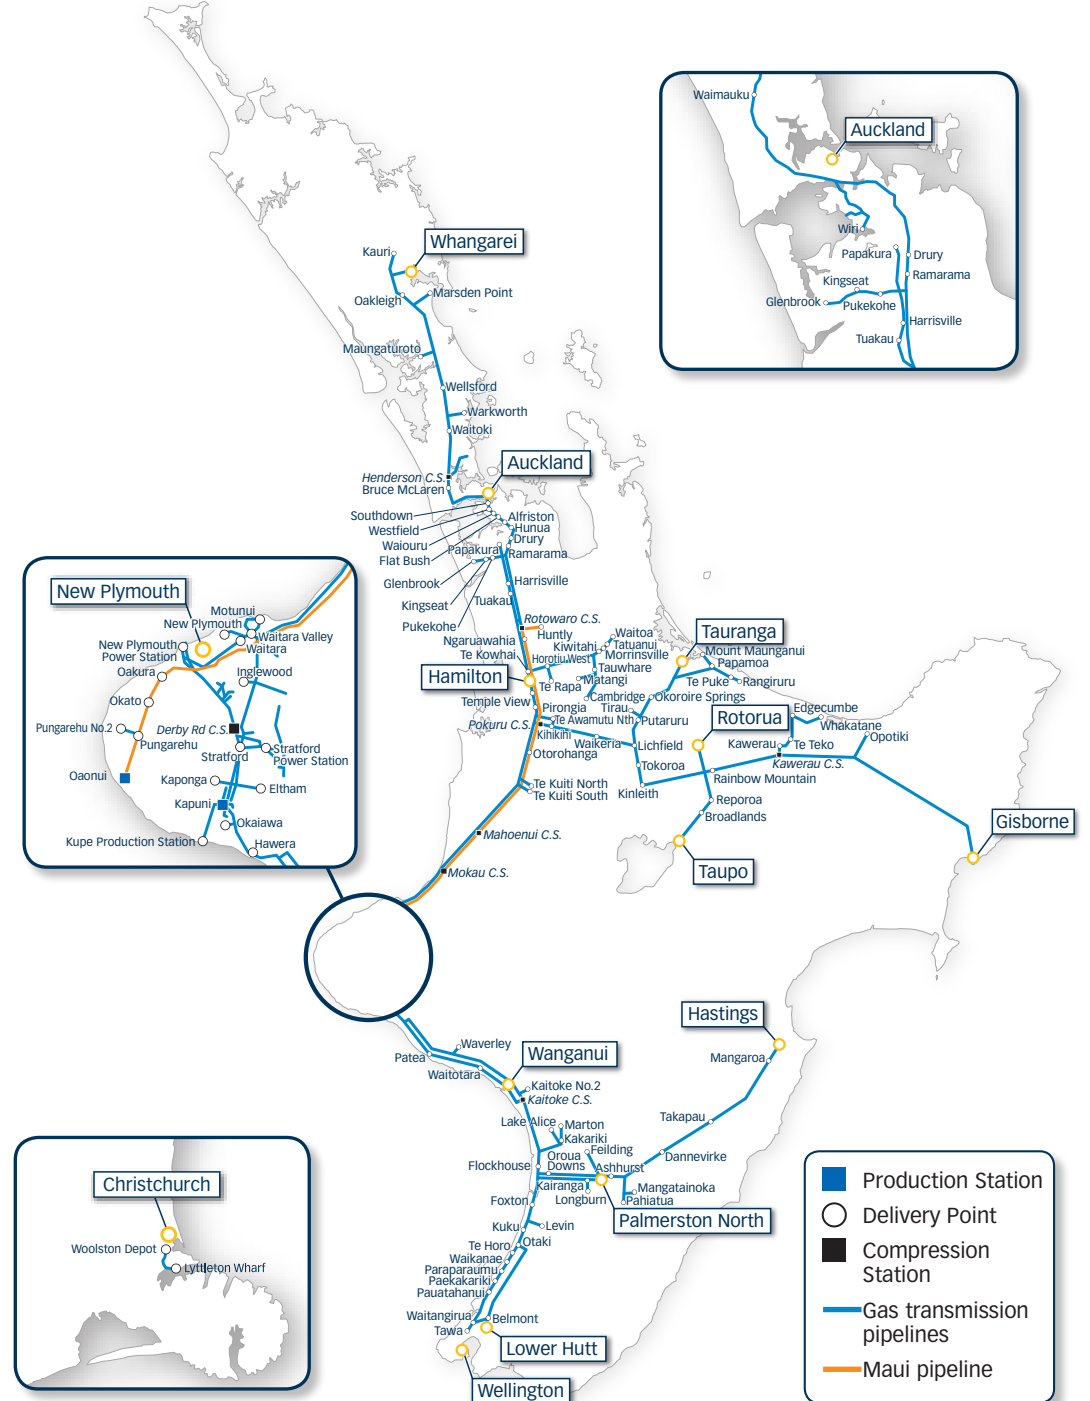 Waimauku
Auckland
Wiri
Papakura
Drury
Ramarama
Kingseat
Glenbrook
Pukekohe
Harrisville
Tuakau
Whangarei
Kauri
Oakleigh
Marsden Point
Maungaturoto
Wellsford
Warkworth
Waitoki
Auckland
Henderson C.S.
Bruce McLaren
Southdown
Westfield
Waiouru
Flat Bush
Alfriston
Hunua
Drury
Papakura
Ramarama
Glenbrook
Harrisville
Kingseat
Tuakau
Pukekohe
Rotowaro C.S.
Huntly
Ngaruawahia
Te Kowhai
Horotiu West
Kiwitahi
Waitoa
Tatuanui
Morrinsville
Tauwhare
Matangi
Hamilton
Te Rapa
Cambridge
Temple View
Pirongia
Tirau
Okoroire Springs
Pokuru C.S.
Te Awamutu Nth
Putaruru
Kihikihi
Waikeria
Lichfield
Otorohanga
Tokoroa
Te Kuiti North
Te Kuiti South
Kinleith
Tauranga
Mount Maunganui
Papamoa
Te Puke
Rangiruru
Rotorua
Edgecumbe
Whakatane
Opotiki
Kawerau
Te Teko
Kawerau C.S.
Rainbow Mountain
Reporoa
Broadlands
Taupo
Gisborne
Mahoenui C.S.
Mokau C.S.
New Plymouth
Motunui
New Plymouth
Waitara Valley
Waitara
New Plymouth
Power Station
Oakura
Inglewood
Okato
Pungarehu No.2
Derby Rd C.S.
Pungarehu
Stratford
Stratford
Power Station
Oaonui
Kaponga
Eltham
Kapuni
Okaiawa
Kupe Production Station
Hawera
Hastings
Mangaroa
Takapau
Dannevirke
Waverley
Patea
Waitotara
Wanganui
Kaitoke No.2
Kaitoke C.S.
Lake Alice
Marton
Kakariki
Feilding
Oroua
Downs
Flockhouse
Ashhurst
Kairanga
Longburn
Mangatainoka
Pahiatua
Foxton
Palmerston North
Kuku
Levin
Te Horo
Otaki
Waikanae
Paraparaumu
Paekakariki
Pauatahanui
Waitangirua
Belmont
Tawa
Lower Hutt
Wellington
Christchurch
Woolston Depot
Lyttleton Wharf
Production Station
Delivery Point
Compression
Station
Gas transmission
pipelines
Maui pipeline